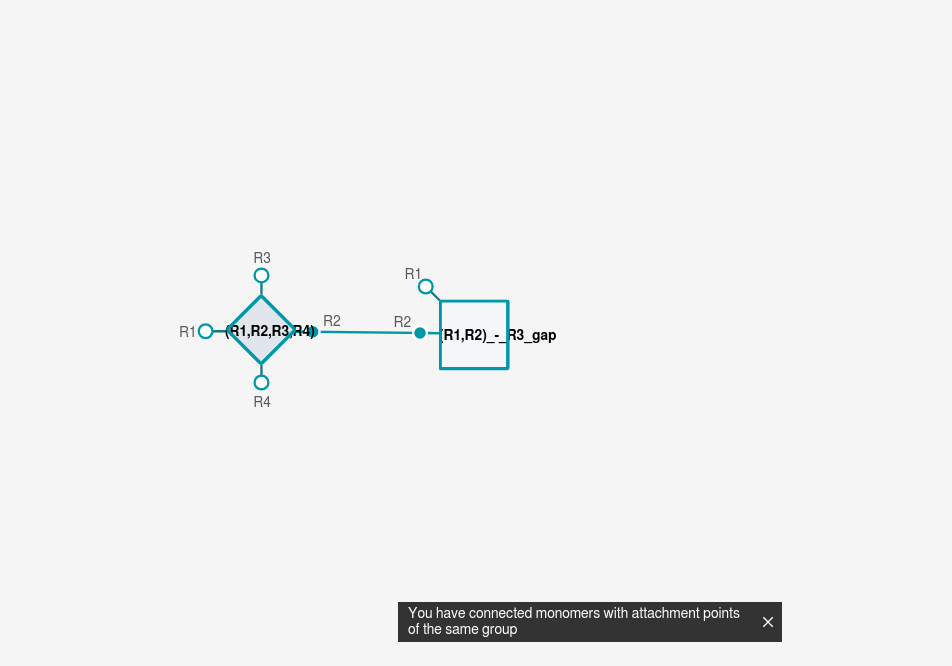 R3
R1
R1 (R1,R2,R3,R4) R2
R2
(R1,R2)_-_R3_gap
R4
You have connected monomers with attachment points
of the same group